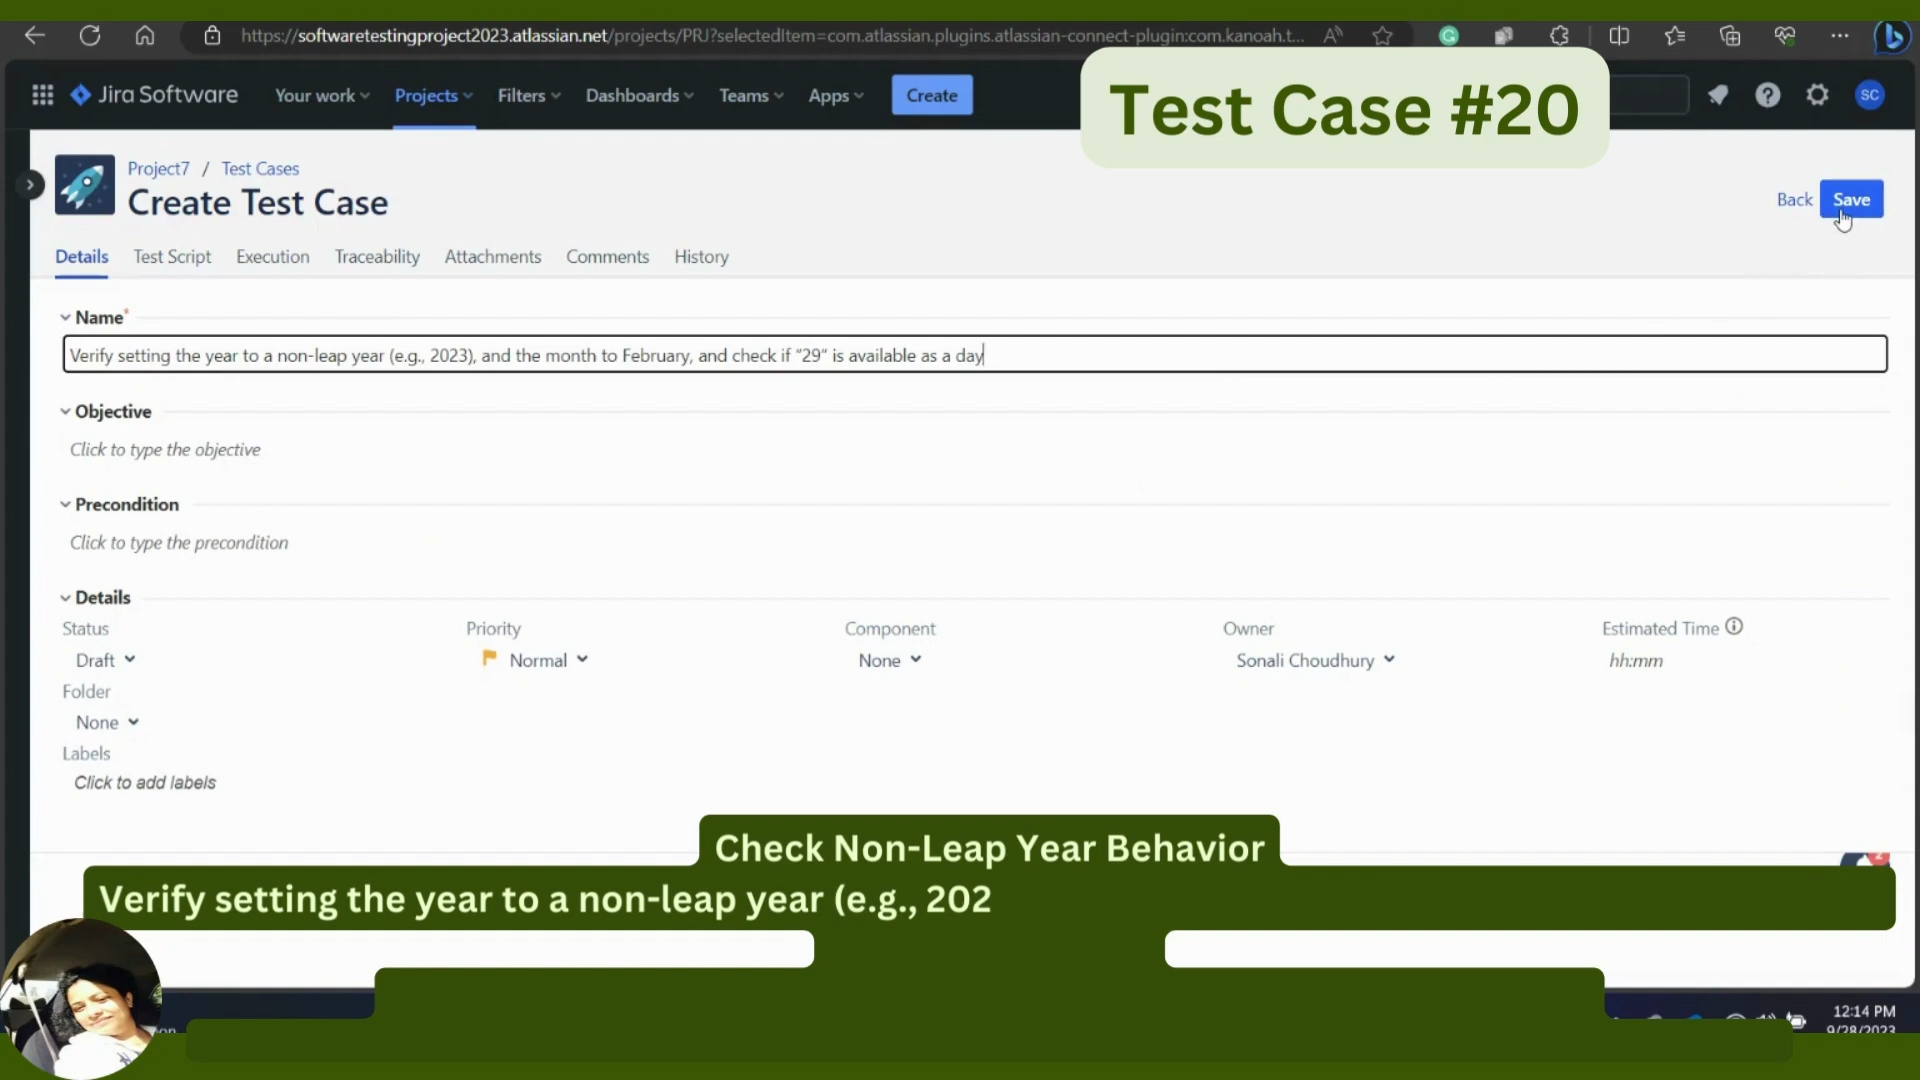 https://softwaretestingproject2023.atlassian.net/projects/PRJ?selectedItem=com.atlassian.plugins.atlassian-connect-plugin:com.kanoah.t...
Jira Software
Your work
Projects
Filters
Dashboards
Teams
Apps
Create
SC
Test Case #20
Project7 / Test Cases
Create Test Case
Back
Save
Details
Test Script
Execution
Traceability
Attachments
Comments
History
Name*
Verify setting the year to a non-leap year (e.g., 2023), and the month to February, and check if "29" is available as a day
Objective
Click to type the objective
Precondition
Click to type the precondition
Details
Status
Priority
Component
Owner
Estimated Time
Draft
Normal
None
Sonali Choudhury
hh:mm
Folder
None
Labels
Click to add labels
Check Non-Leap Year Behavior
Verify setting the year to a non-leap year (e.g., 202
12:14 PM
9/28/2023